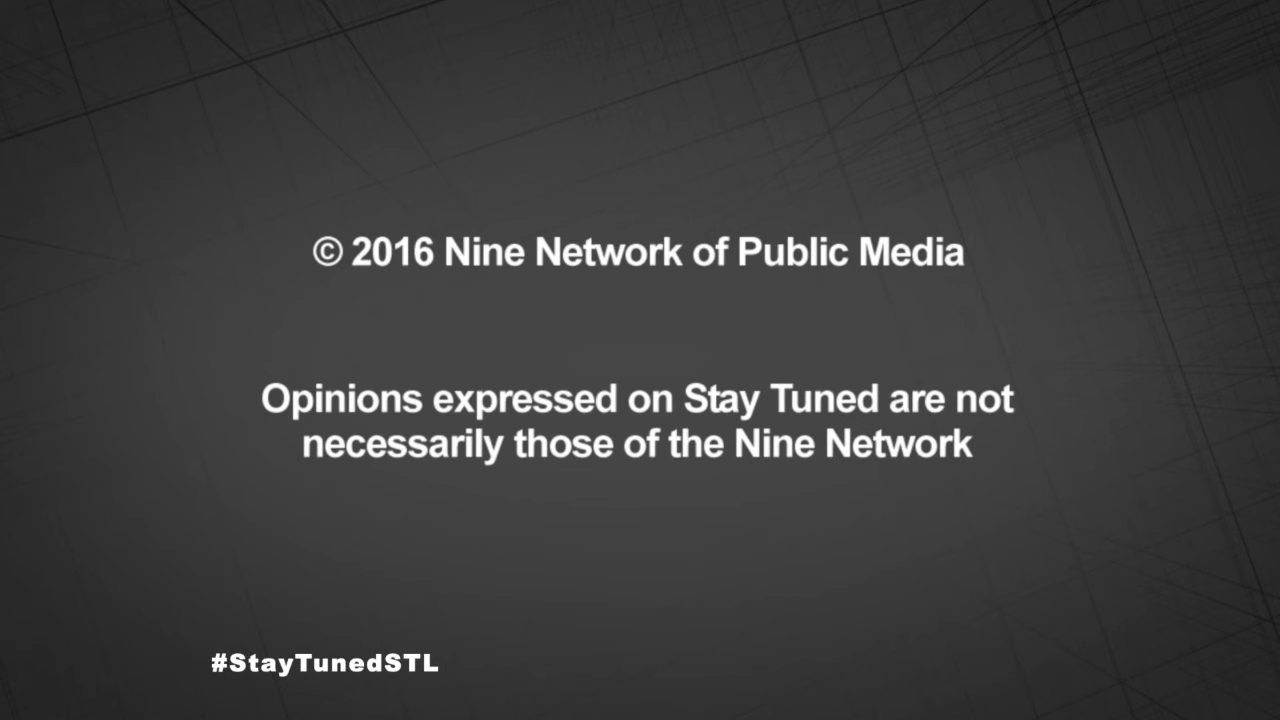 © 2016 Nine Network of Public Media
Opinions expressed on Stay Tuned are not
necessarily those of the Nine Network
#StayTunedSTL